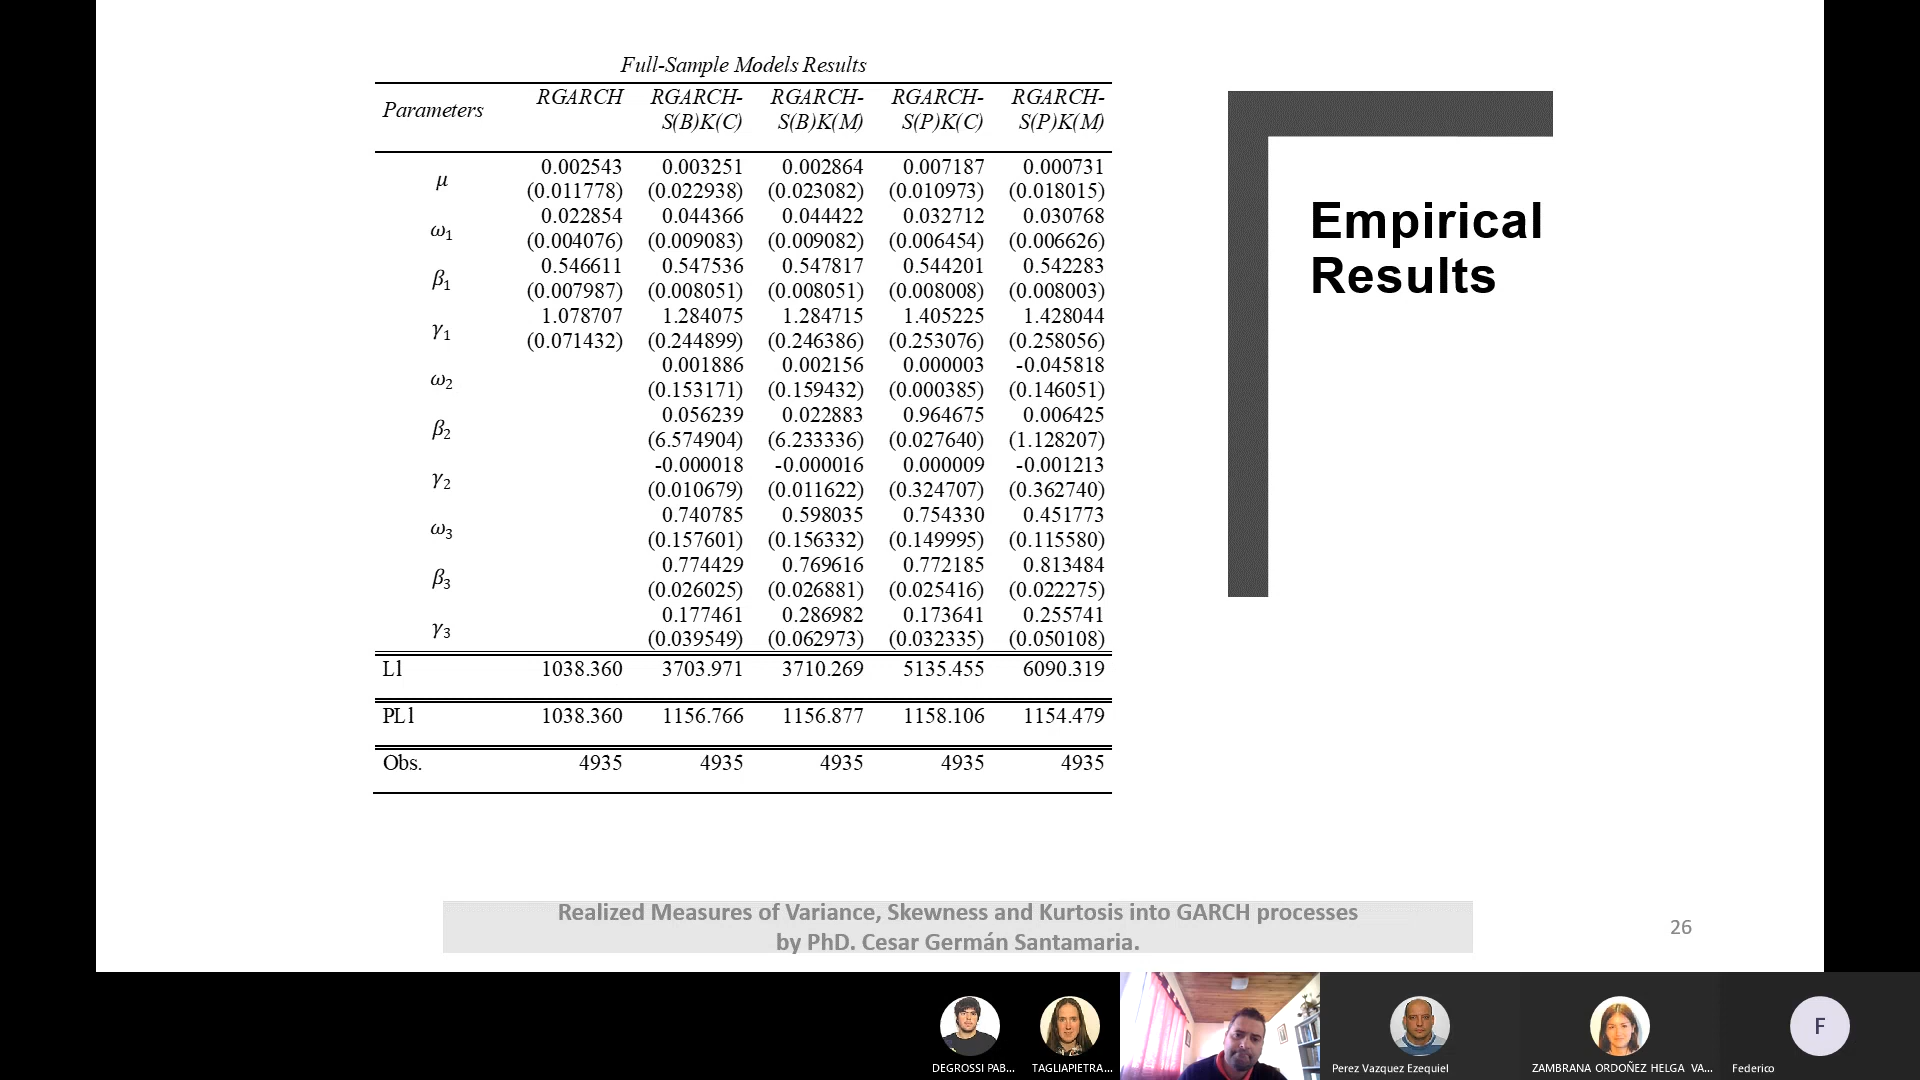 Full-Sample Models Results
Parameters RGARCH RGARCH-S(B)K(C) RGARCH-S(B)K(M) RGARCH-S(P)K(C) RGARCH-S(P)K(M)
μ 0.002543 0.003251 0.002864 0.007187 0.000731
(0.011778) (0.022938) (0.023082) (0.010973) (0.018015)
ω1 0.022854 0.044366 0.044422 0.032712 0.030768
(0.004076) (0.009083) (0.009082) (0.006454) (0.006626)
β1 0.546611 0.547536 0.547817 0.544201 0.542283
(0.007987) (0.008051) (0.008051) (0.008008) (0.008003)
γ1 1.078707 1.284075 1.284715 1.405225 1.428044
(0.071432) (0.244899) (0.246386) (0.253076) (0.258056)
ω2 0.001886 0.002156 0.000003 -0.045818
(0.153171) (0.159432) (0.000385) (0.146051)
β2 0.056239 0.022883 0.964675 0.006425
(6.574904) (6.233336) (0.027640) (1.128207)
γ2 -0.000018 -0.000016 0.000009 -0.001213
(0.010679) (0.011622) (0.324707) (0.362740)
ω3 0.740785 0.598035 0.754330 0.451773
(0.157601) (0.156332) (0.149995) (0.115580)
β3 0.774429 0.769616 0.772185 0.813484
(0.026025) (0.026881) (0.025416) (0.022275)
γ3 0.177461 0.286982 0.173641 0.255741
(0.039549) (0.062973) (0.032335) (0.050108)
Ll 1038.360 3703.971 3710.269 5135.455 6090.319
PLl 1038.360 1156.766 1156.877 1158.106 1154.479
Obs. 4935 4935 4935 4935 4935
Empirical
Results
Realized Measures of Variance, Skewness and Kurtosis into GARCH processes
by PhD. Cesar Germán Santamaria.
26
F
DEGROSSI PAB... TAGLIAPIETRA... Perez Vazquez Ezequiel ZAMBRANA ORDOÑEZ HELGA VA... Federico